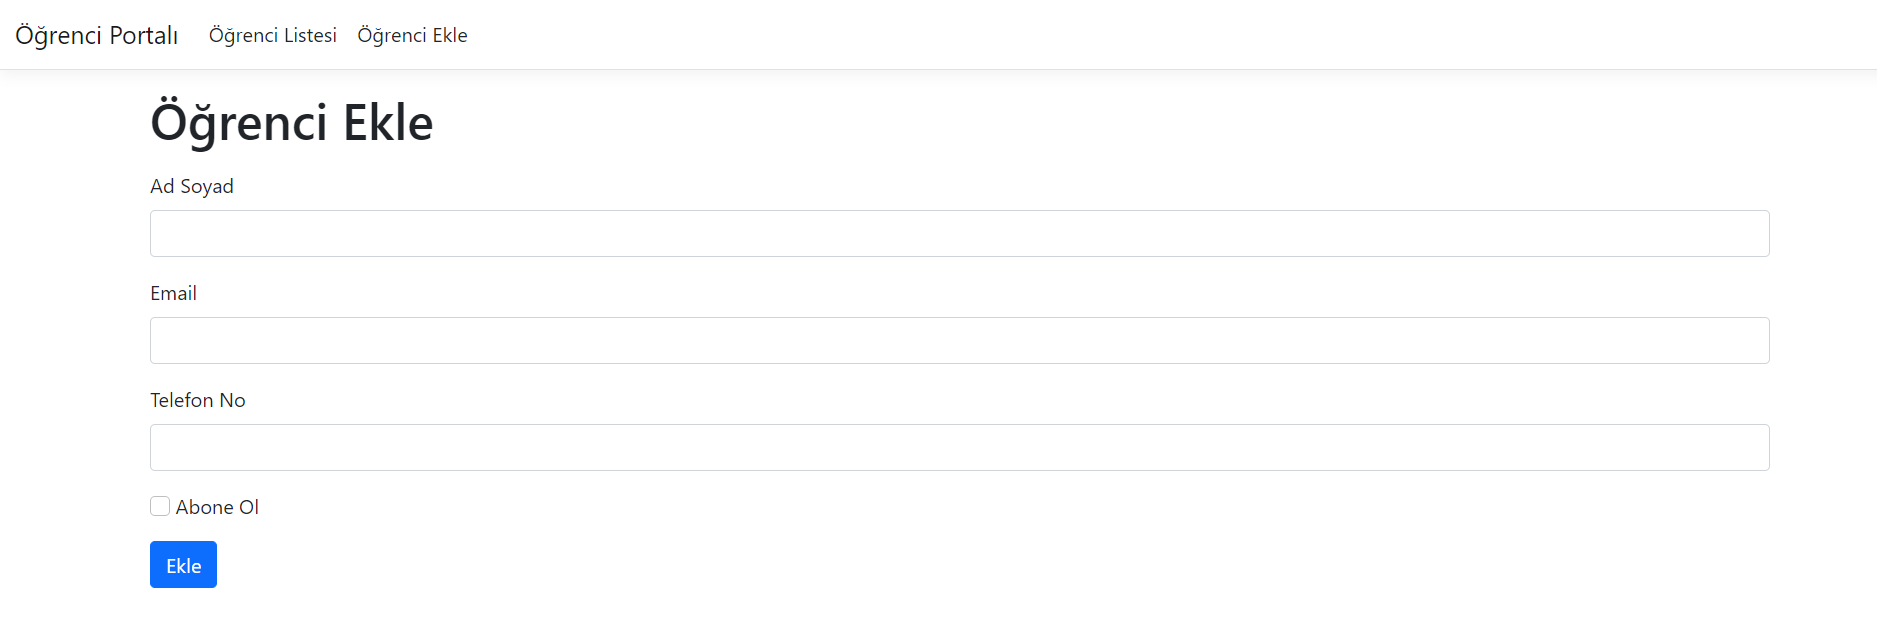 Öğrenci Portalı Öğrenci Listesi Öğrenci Ekle
Öğrenci Ekle
Ad Soyad
Email
Telefon No
Abone Ol
Ekle